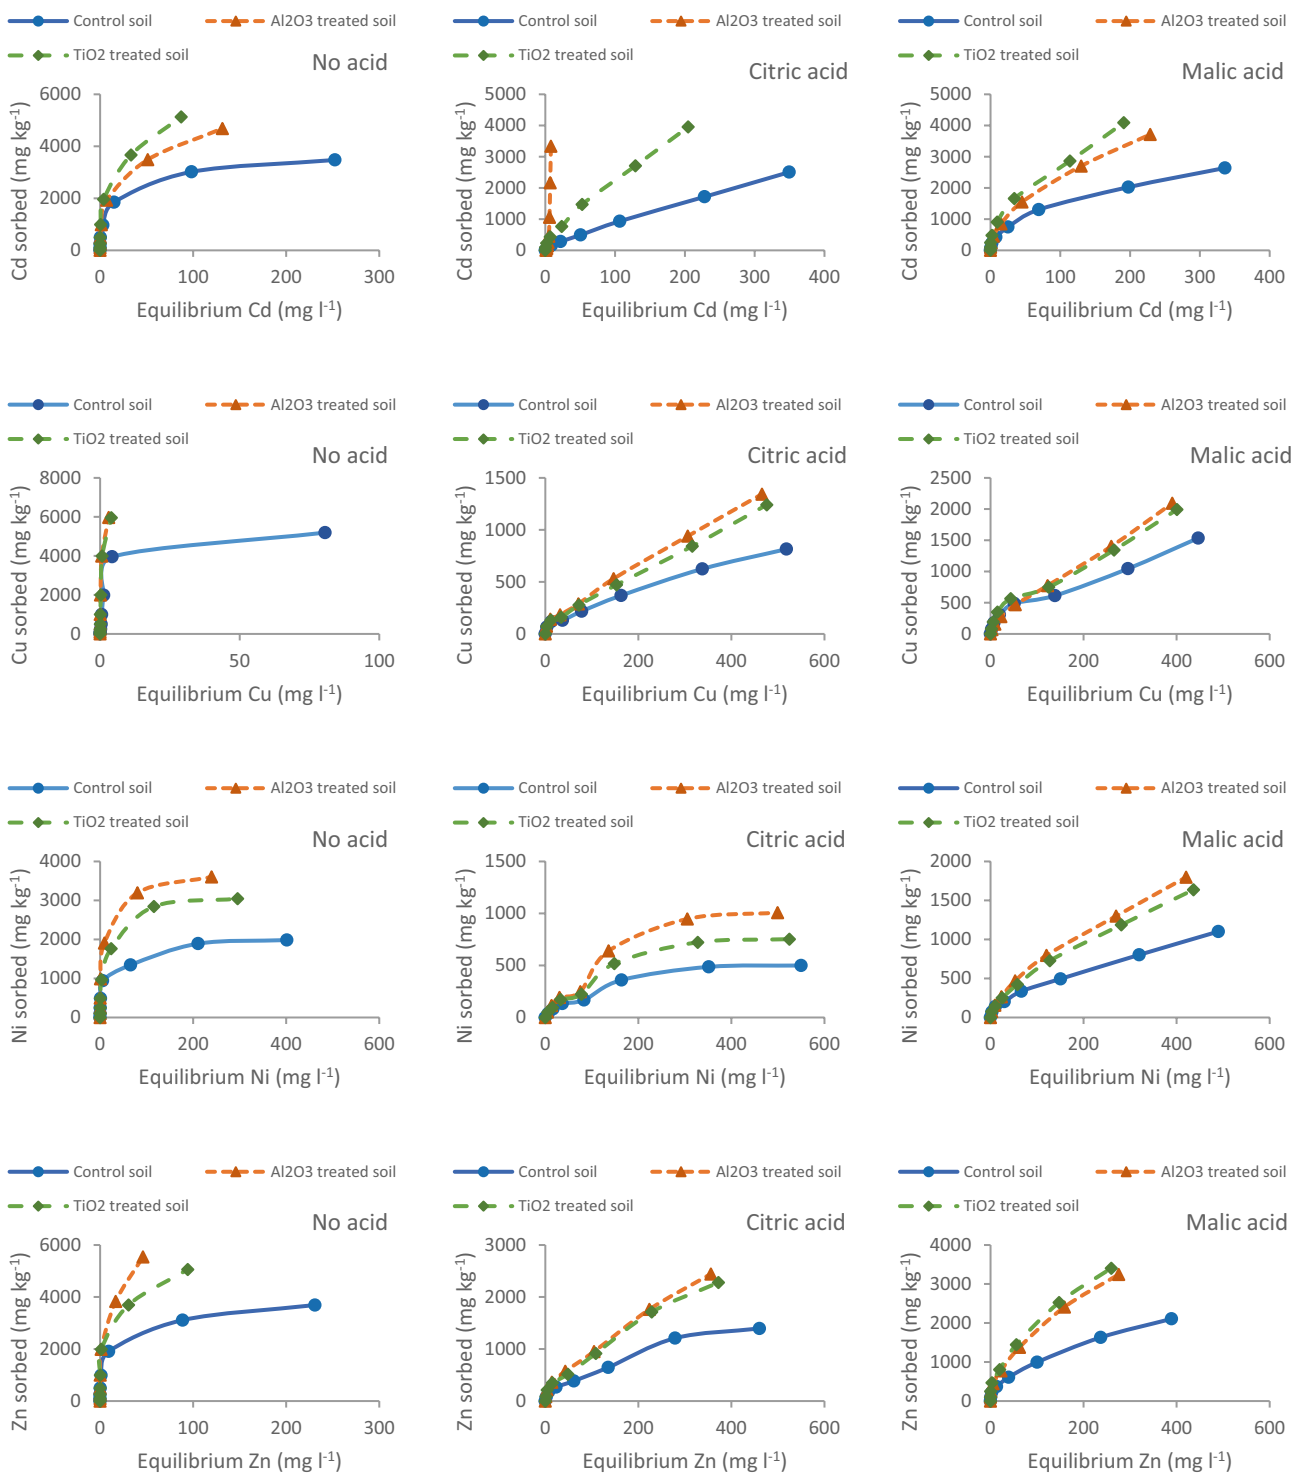 Control soil Al2O3 treated soil
TiO2 treated soil
No acid
Cd sorbed (mg kg-1)
6000
4000
2000
0
0 100 200 300
Equilibrium Cd (mg l-1)
Control soil Al2O3 treated soil
TiO2 treated soil
Citric acid
Cd sorbed (mg kg-1)
5000
4000
3000
2000
1000
0
0 100 200 300 400
Equilibrium Cd (mg l-1)
Control soil Al2O3 treated soil
TiO2 treated soil
Malic acid
Cd sorbed (mg kg-1)
5000
4000
3000
2000
1000
0
0 100 200 300 400
Equilibrium Cd (mg l-1)
Control soil Al2O3 treated soil
TiO2 treated soil
No acid
Cu sorbed (mg kg-1)
8000
6000
4000
2000
0
0 50 100
Equilibrium Cu (mg l-1)
Control soil Al2O3 treated soil
TiO2 treated soil
Citric acid
Cu sorbed (mg kg-1)
1500
1000
500
0
0 200 400 600
Equilibrium Cu (mg l-1)
Control soil Al2O3 treated soil
TiO2 treated soil
Malic acid
Cu sorbed (mg kg-1)
2500
2000
1500
1000
500
0
0 200 400 600
Equilibrium Cu (mg l-1)
Control soil Al2O3 treated soil
TiO2 treated soil
No acid
Ni sorbed (mg kg-1)
4000
3000
2000
1000
0
0 200 400 600
Equilibrium Ni (mg l-1)
Control soil Al2O3 treated soil
TiO2 treated soil
Citric acid
Ni sorbed (mg kg-1)
1500
1000
500
0
0 200 400 600
Equilibrium Ni (mg l-1)
Control soil Al2O3 treated soil
TiO2 treated soil
Malic acid
Ni sorbed (mg kg-1)
2000
1500
1000
500
0
0 200 400 600
Equilibrium Ni (mg l-1)
Control soil Al2O3 treated soil
TiO2 treated soil
No acid
Zn sorbed (mg kg-1)
6000
4000
2000
0
0 100 200 300
Equilibrium Zn (mg l-1)
Control soil Al2O3 treated soil
TiO2 treated soil
Citric acid
Zn sorbed (mg kg-1)
3000
2000
1000
0
0 200 400 600
Equilibrium Zn (mg l-1)
Control soil Al2O3 treated soil
TiO2 treated soil
Malic acid
Zn sorbed (mg kg-1)
4000
3000
2000
1000
0
0 200 400 600
Equilibrium Zn (mg l-1)